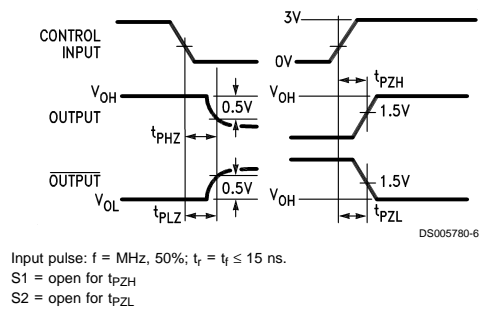 CONTROL
INPUT
3V
0V
t_PZH
V_OH
0.5V
OUTPUT
t_PHZ
V_OH
1.5V
OUTPUT
0.5V
V_OL
t_PLZ
V_OH
1.5V
t_PZL
DS005780-6
Input pulse: f = MHz, 50%; t_r = t_f ≤ 15 ns.
S1 = open for t_PZH
S2 = open for t_PZL